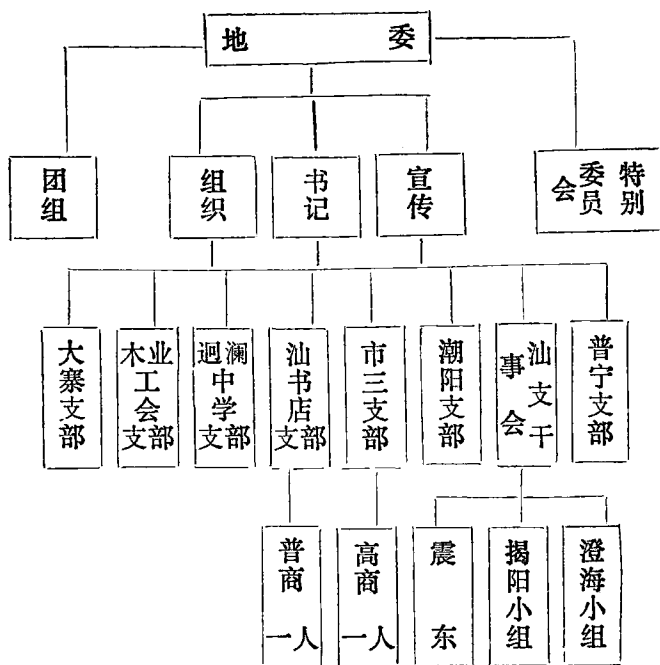 地委
团组
组织
书记
宣传
特别委员会
大寨支部
木业工会支部
迴澜中学支部
汕书店支部
市三支部
潮阳支部
汕支干事会
普宁支部
普商一人
高商一人
震东
揭阳小组
澄海小组